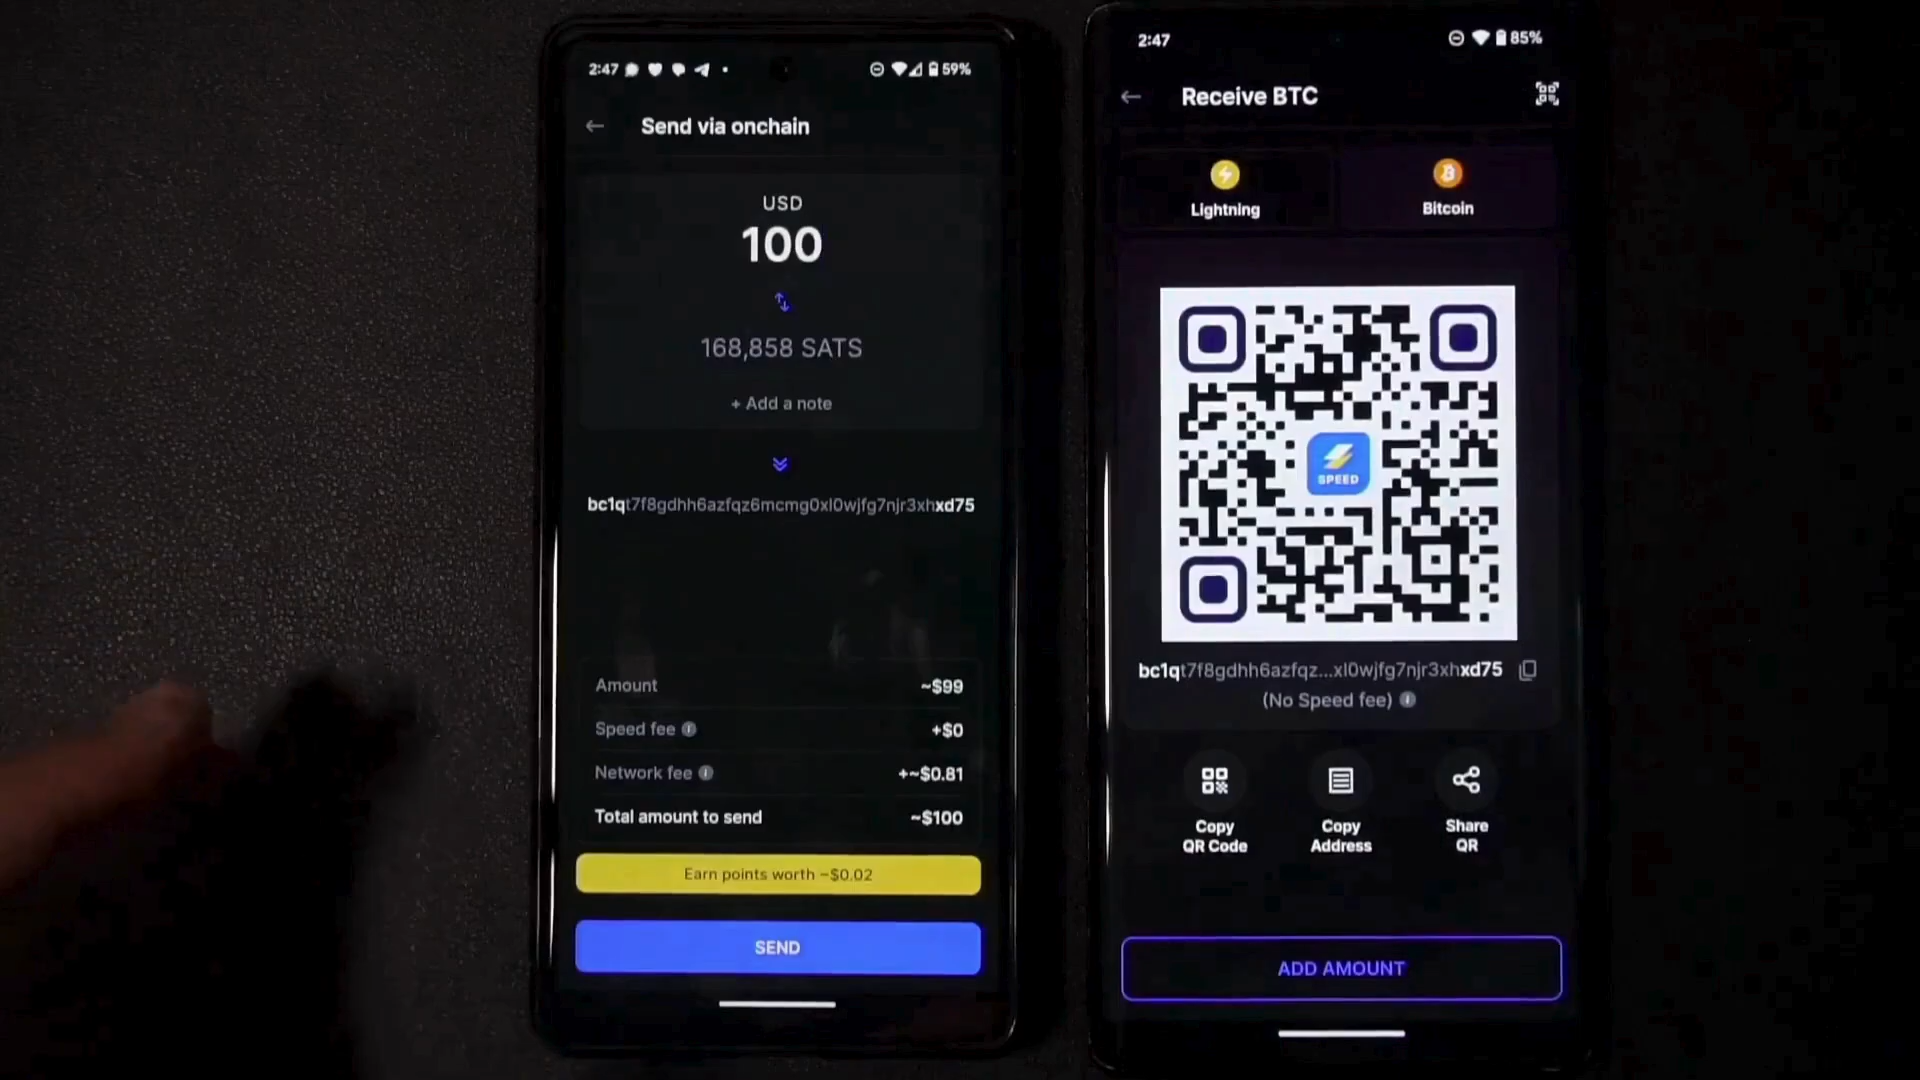 2:47
59%
Send via onchain
USD
100
168,858 SATS
+ Add a note
bc1qt7f8gdhh6azfqz6mcmg0xl0wjfg7njr3xhxd75
Amount ~$99
Speed fee +$0
Network fee +~$0.81
Total amount to send ~$100
Earn points worth ~$0.02
SEND
2:47
85%
Receive BTC
Lightning
Bitcoin
SPEED
bc1qt7f8gdhh6azfqz...xl0wjfg7njr3xhxd75
(No Speed fee)
Copy
QR Code
Copy
Address
Share
QR
ADD AMOUNT